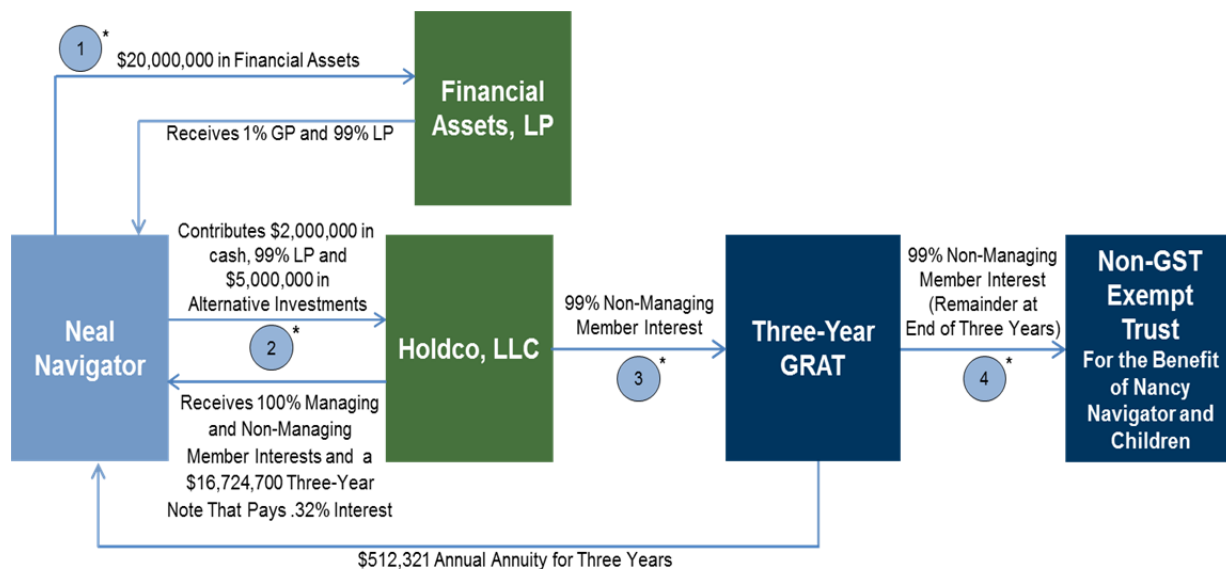 1
*
$20,000,000 in Financial Assets
Financial
Assets, LP
Receives 1% GP and 99% LP
Neal
Navigator
Contributes $2,000,000 in
cash, 99% LP and
$5,000,000 in
Alternative Investments
2
*
Receives 100% Managing
and Non-Managing
Member Interests and a
$16,724,700 Three-Year
Note That Pays .32% Interest
Holdco, LLC
99% Non-Managing
Member Interest
3
*
Three-Year
GRAT
99% Non-Managing
Member Interest
(Remainder at
End of Three Years)
4
*
Non-GST
Exempt
Trust
For the Benefit
of Nancy
Navigator and
Children
$512,321 Annual Annuity for Three Years